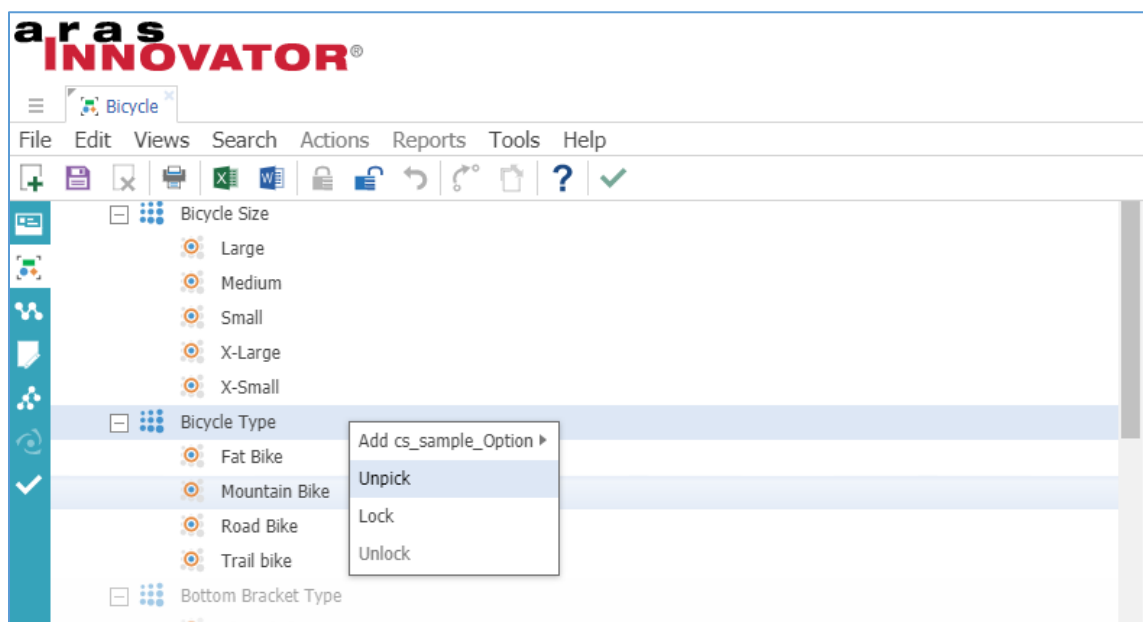 aras
INNOVATOR®
Bicycle
File Edit Views Search Actions Reports Tools Help
Bicycle Size
Large
Medium
Small
X-Large
X-Small
Bicycle Type
Add cs_sample_Option
Fat Bike
Unpick
Mountain Bike
Lock
Road Bike
Unlock
Trail bike
Bottom Bracket Type